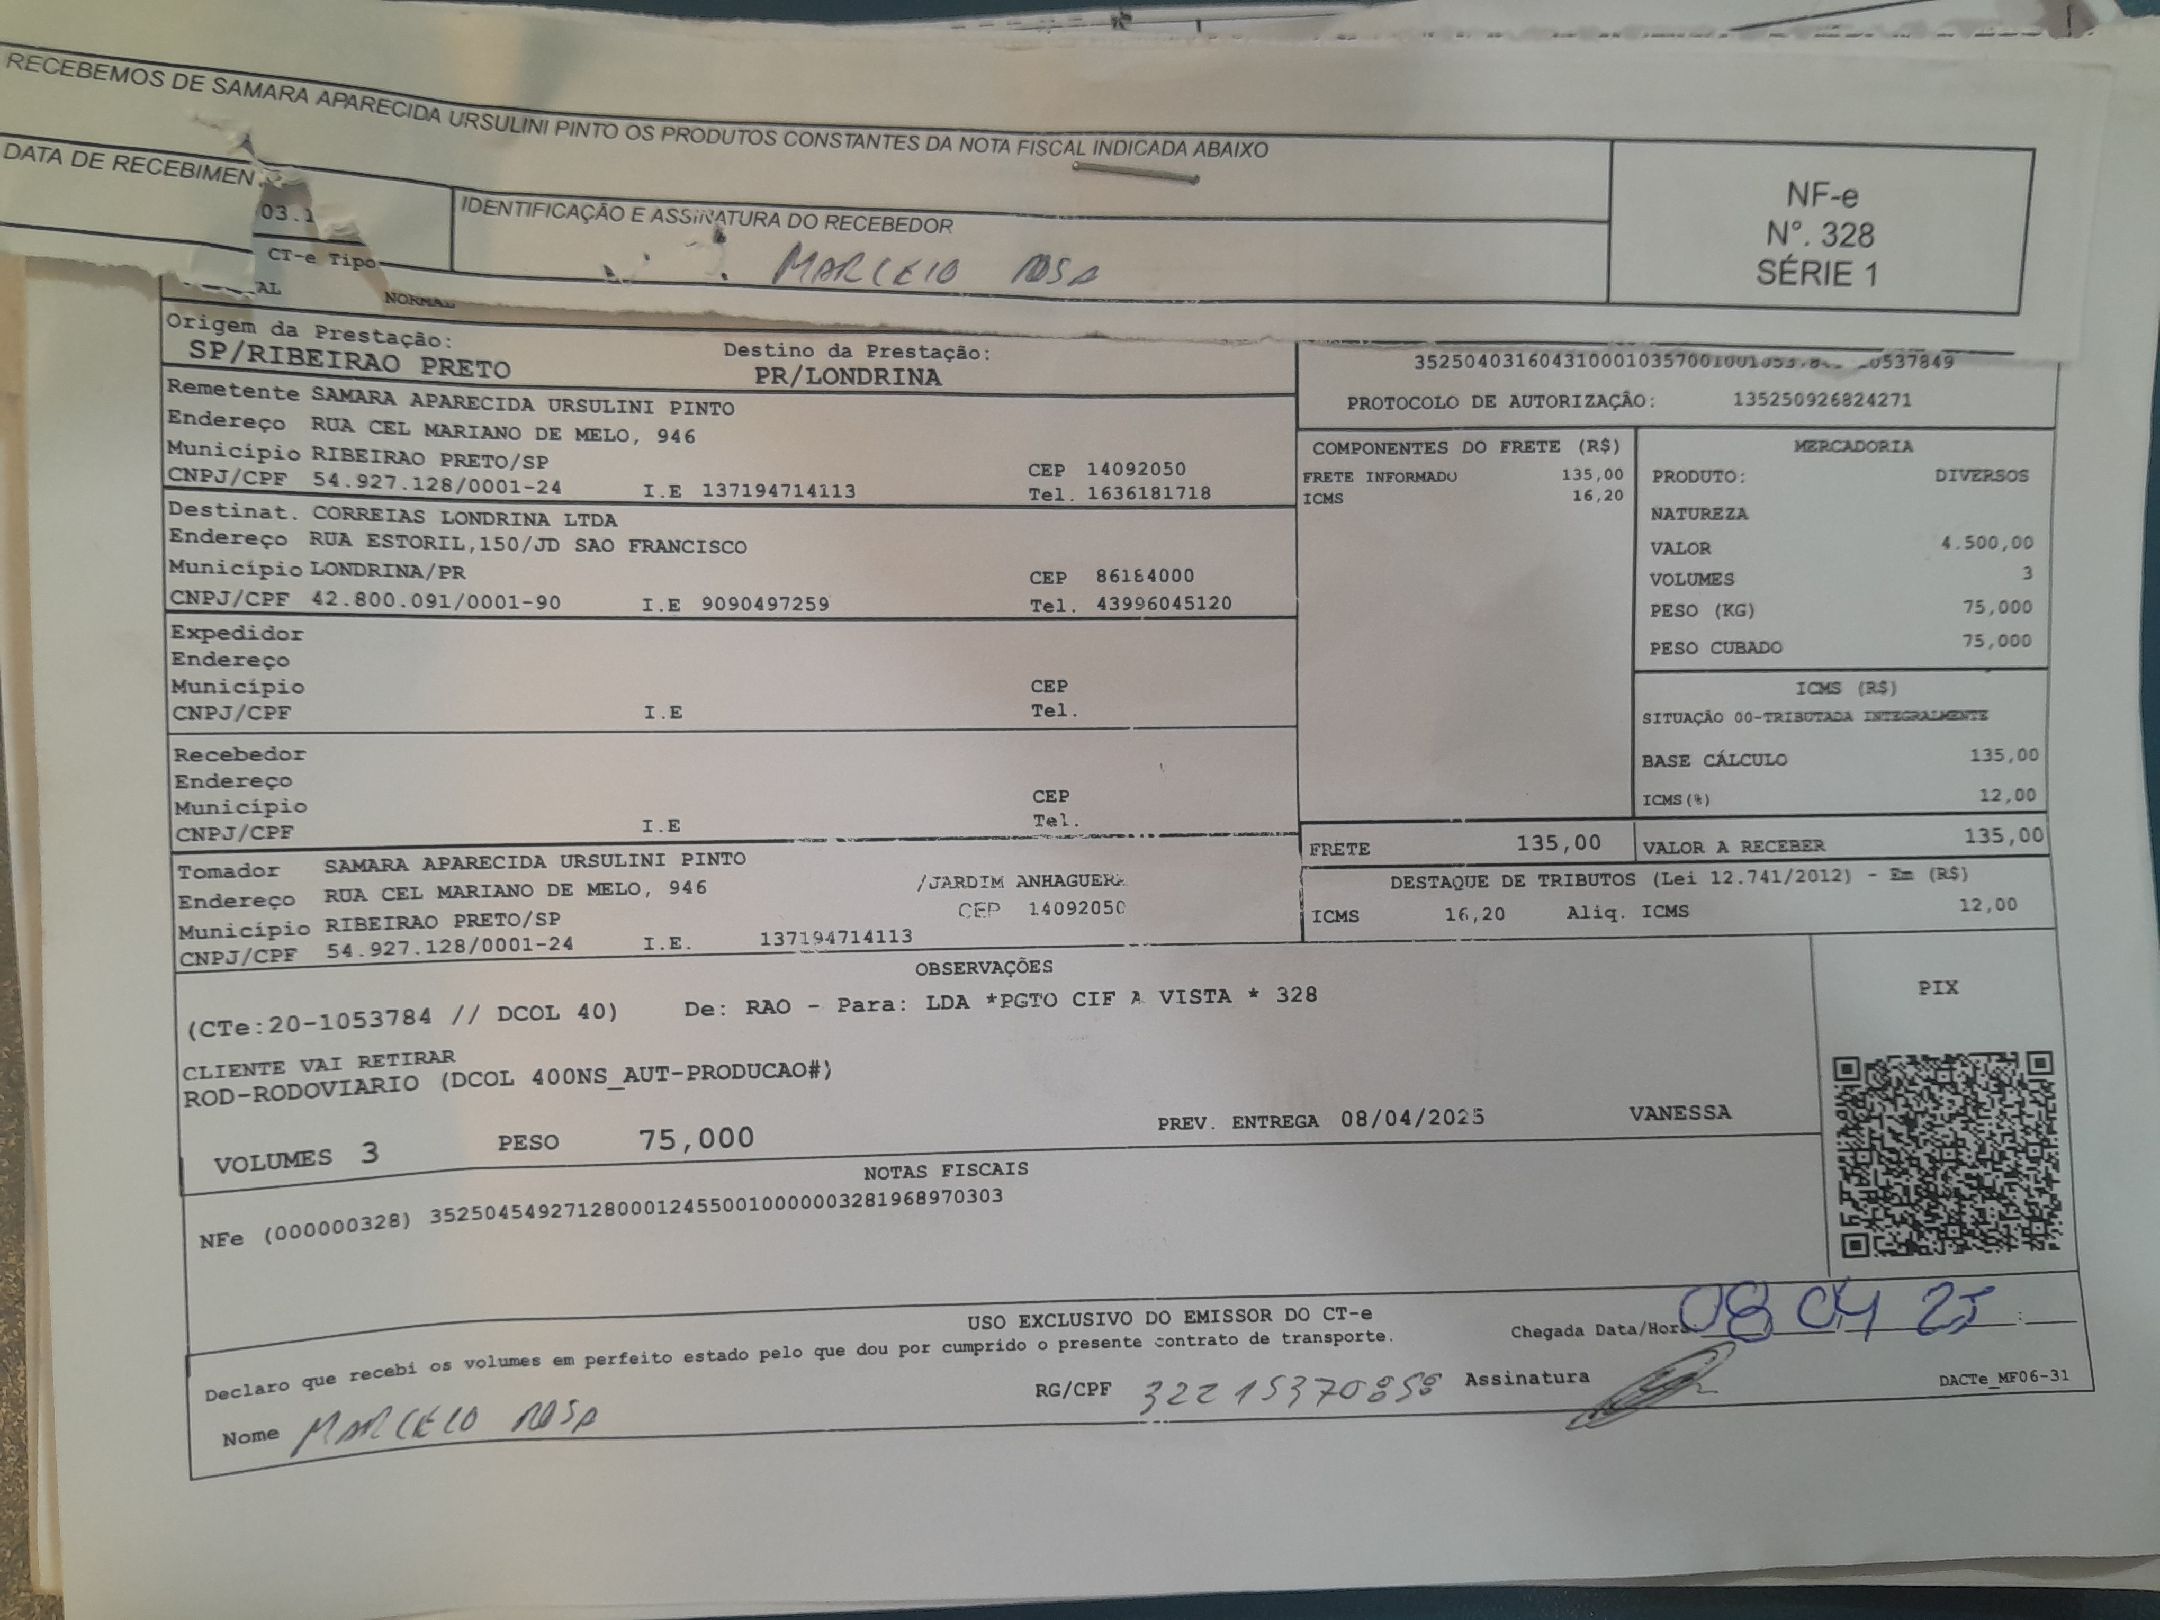 RECEBEMOS DE SAMARA APARECIDA URSULINI PINTO OS PRODUTOS CONSTANTES DA NOTA FISCAL INDICADA ABAIXO
DATA DE RECEBIMEN
IDENTIFICAÇÃO E ASSINATURA DO RECEBEDOR
MARCELO ROSA
NF-e
Nº. 328
SÉRIE 1
03.1
CT-e Tipo
AL NORMAL
Origem da Prestação:
SP/RIBEIRAO PRETO
Destino da Prestação:
PR/LONDRINA
PROTOCOLO DE AUTORIZAÇÃO: 135250926824271
Remetente SAMARA APARECIDA URSULINI PINTO
Endereço RUA CEL MARIANO DE MELO, 946
Município RIBEIRAO PRETO/SP CEP 14092050
CNPJ/CPF 54.927.128/0001-24 I.E 137194714113 Tel. 1636181718
Destinat. CORREIAS LONDRINA LTDA
Endereço RUA ESTORIL,150/JD SAO FRANCISCO
Município LONDRINA/PR CEP 86184000
CNPJ/CPF 42.800.091/0001-90 I.E 9090497259 Tel. 43996045120
Expedidor
Endereço
Município CEP
CNPJ/CPF I.E Tel.
Recebedor
Endereço
Município CEP
CNPJ/CPF I.E Tel.
Tomador SAMARA APARECIDA URSULINI PINTO
Endereço RUA CEL MARIANO DE MELO, 946 /JARDIM ANHAGUERA
Município RIBEIRAO PRETO/SP CEP 14092050
CNPJ/CPF 54.927.128/0001-24 I.E. 137194714113
COMPONENTES DO FRETE (R$)
FRETE INFORMADO 135,00
ICMS 16,20
MERCADORIA
PRODUTO: DIVERSOS
NATUREZA
VALOR 4.500,00
VOLUMES 3
PESO (KG) 75,000
PESO CUBADO 75,000
ICMS (R$)
SITUAÇÃO 00-TRIBUTADA INTEGRALMENTE
BASE CÁLCULO 135,00
ICMS(%) 12,00
FRETE 135,00 VALOR A RECEBER 135,00
DESTAQUE DE TRIBUTOS (Lei 12.741/2012) - Em (R$)
ICMS 16,20 Aliq. ICMS 12,00
OBSERVAÇÕES
(CTe:20-1053784 // DCOL 40) De: RAO - Para: LDA *PGTO CIF A VISTA * 328
CLIENTE VAI RETIRAR
ROD-RODOVIARIO (DCOL 400NS_AUT-PRODUCAO#)
VOLUMES 3 PESO 75,000 PREV. ENTREGA 08/04/2025 VANESSA
PIX
NOTAS FISCAIS
NFe (000000328) 35250454927128000124550010000003281968970303
USO EXCLUSIVO DO EMISSOR DO CT-e
Declaro que recebi os volumes em perfeito estado pelo que dou por cumprido o presente contrato de transporte.
Chegada Data/Hora: 08 04 25
Nome MARCELO ROSA RG/CPF 32215370858 Assinatura
DACTe_MF06-31